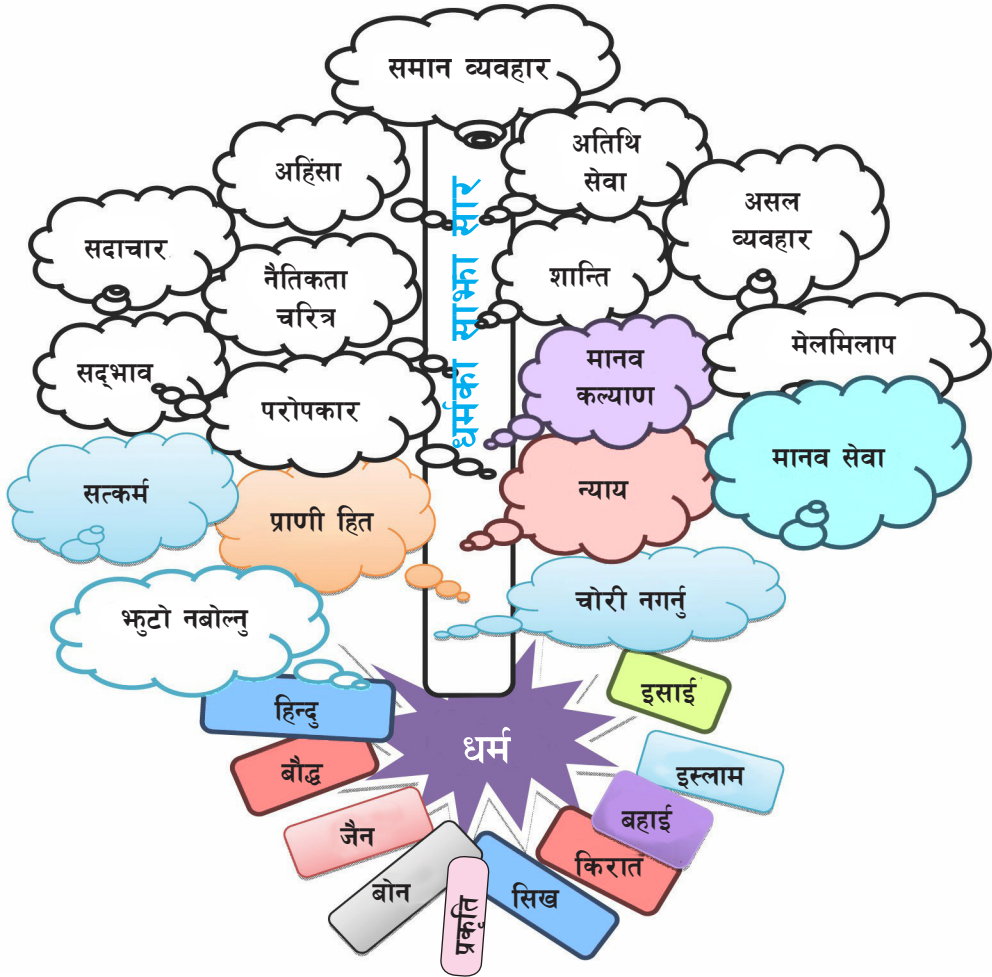 समान व्यवहार
अहिंसा
अतिथि
सेवा
असल
व्यवहार
सदाचार
नैतिकता
चरित्र
शान्ति
धर्मका साझा सार
सद्भाव
परोपकार
मानव
कल्याण
मेलमिलाप
सत्कर्म
प्राणी हित
न्याय
मानव सेवा
झुटो नबोल्नु
चोरी नगर्नु
धर्म
हिन्दु
बौद्ध
जैन
बोन
प्रकृति
सिख
किरात
बहाई
इस्लाम
इसाई